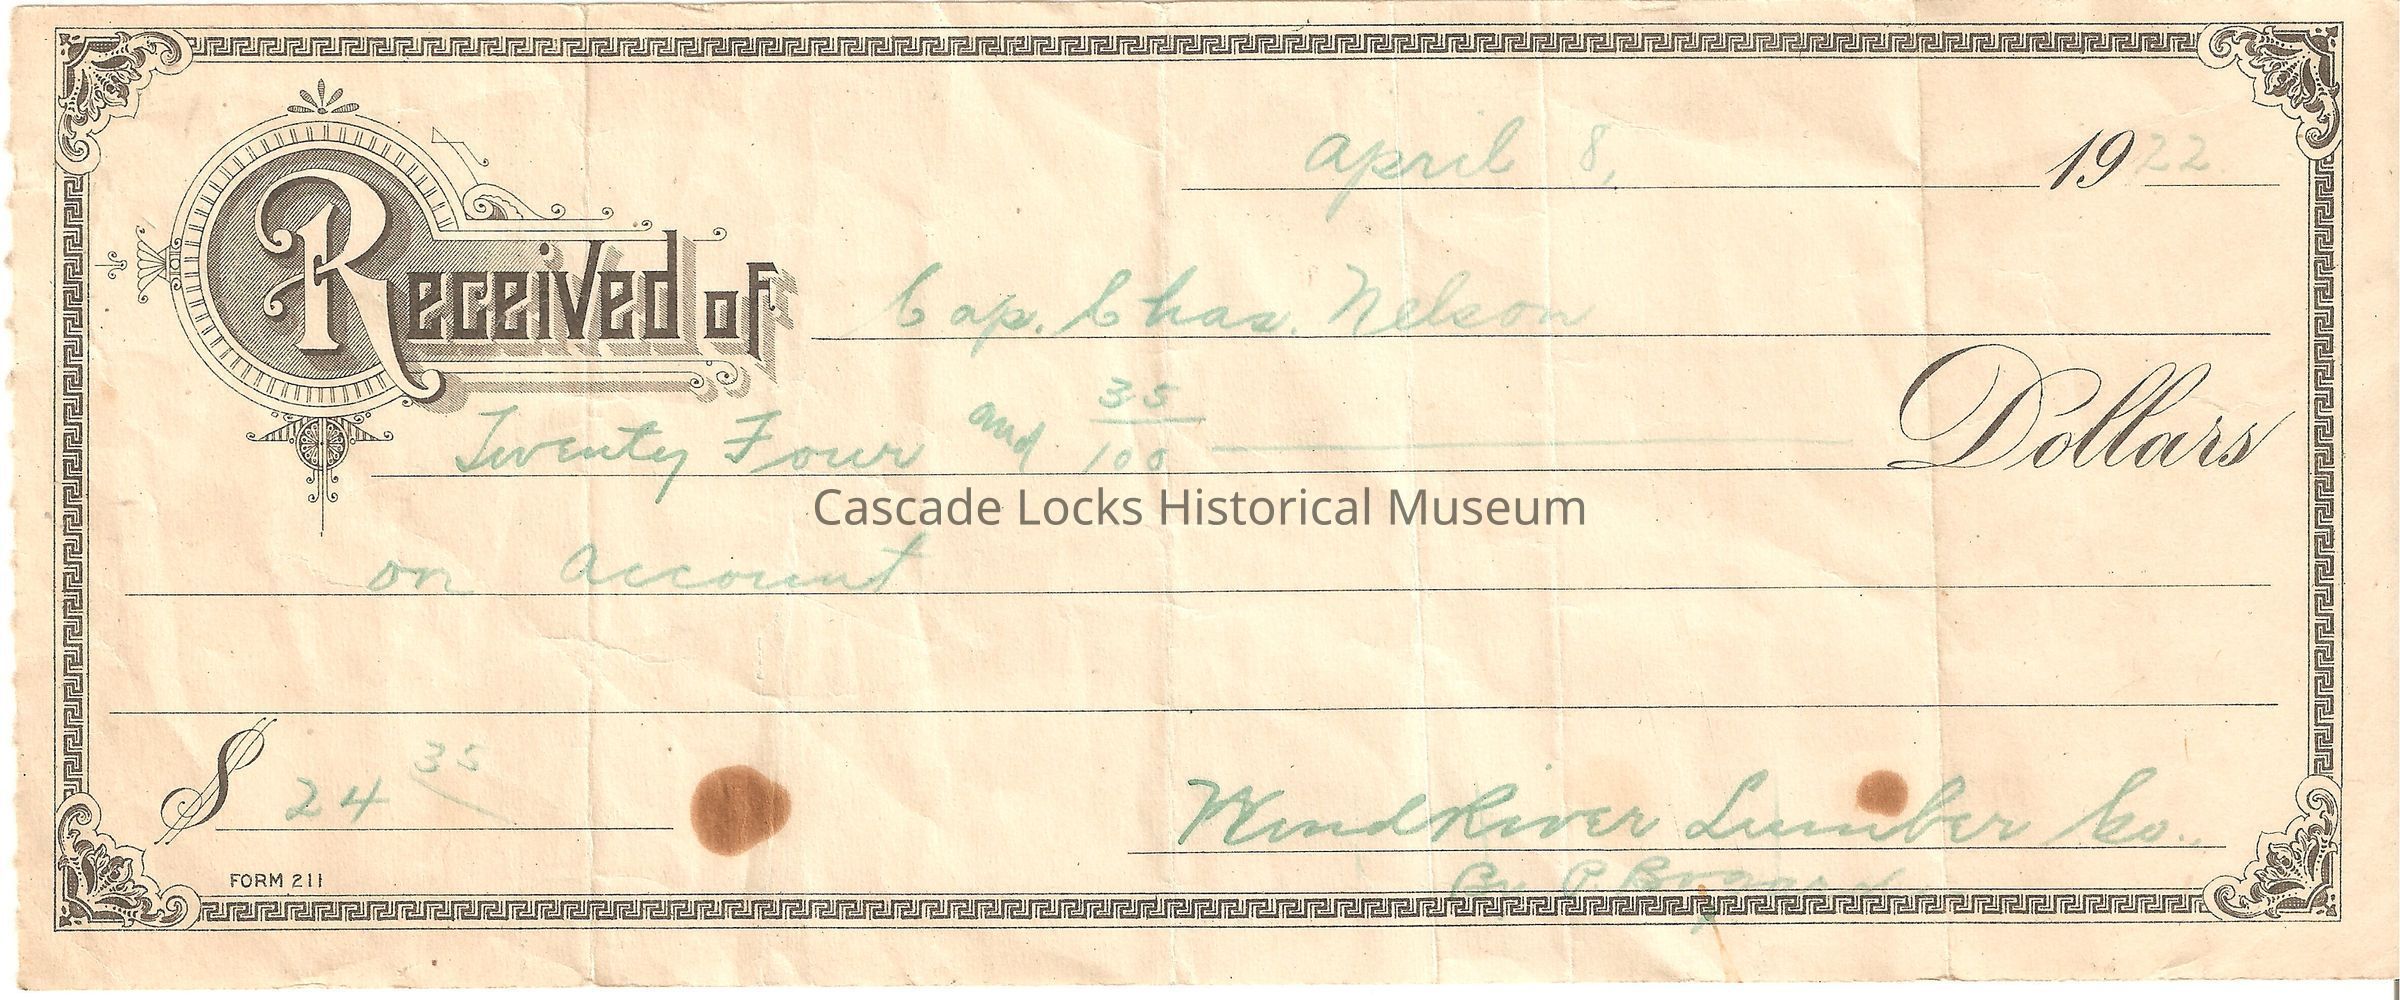 April 8, 1922
Received of Cap. Chas. Nelson
Twenty Four and 35/100 Dollars
Cascade Locks Historical Museum
on account
$ 24 35
Wind River Lumber Co.,
By P
FORM 211